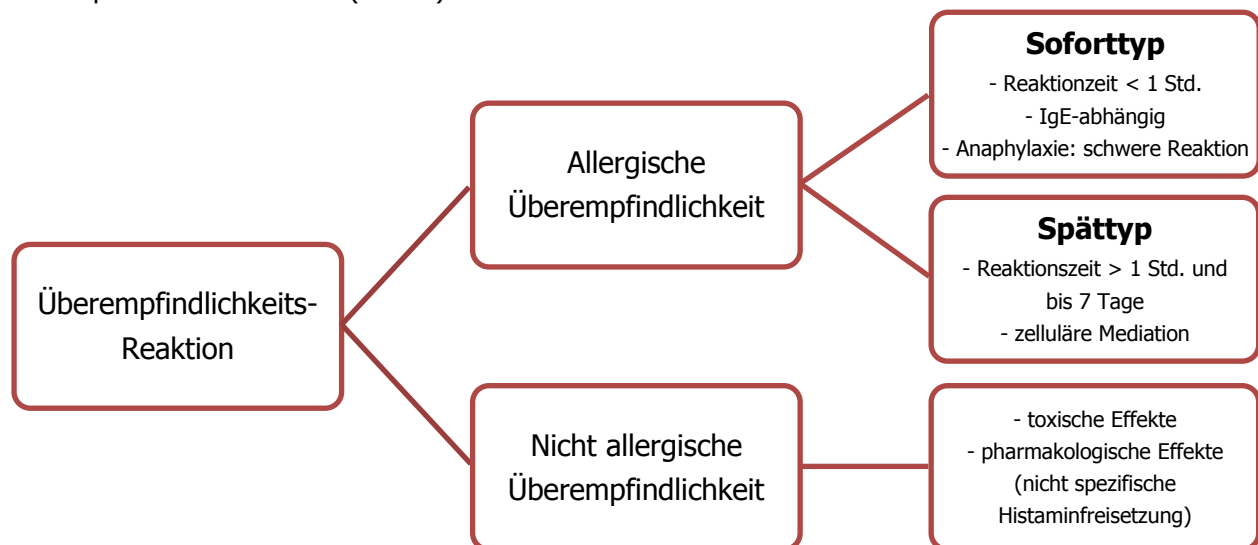 Überempfindlichkeits-
Reaktion
Allergische
Überempfindlichkeit
Nicht allergische
Überempfindlichkeit
Soforttyp
- Reaktionzeit < 1 Std.
- IgE-abhängig
- Anaphylaxie: schwere Reaktion
Spättyp
- Reaktionszeit > 1 Std. und
bis 7 Tage
- zelluläre Mediation
- toxische Effekte
- pharmakologische Effekte
(nicht spezifische
Histaminfreisetzung)